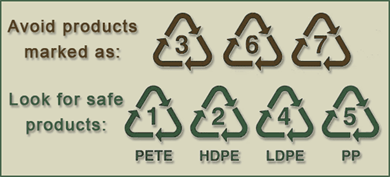 Avoid products
marked as:
3 6 7
Look for safe
products:
1 2 4 5
PETE HDPE LDPE PP